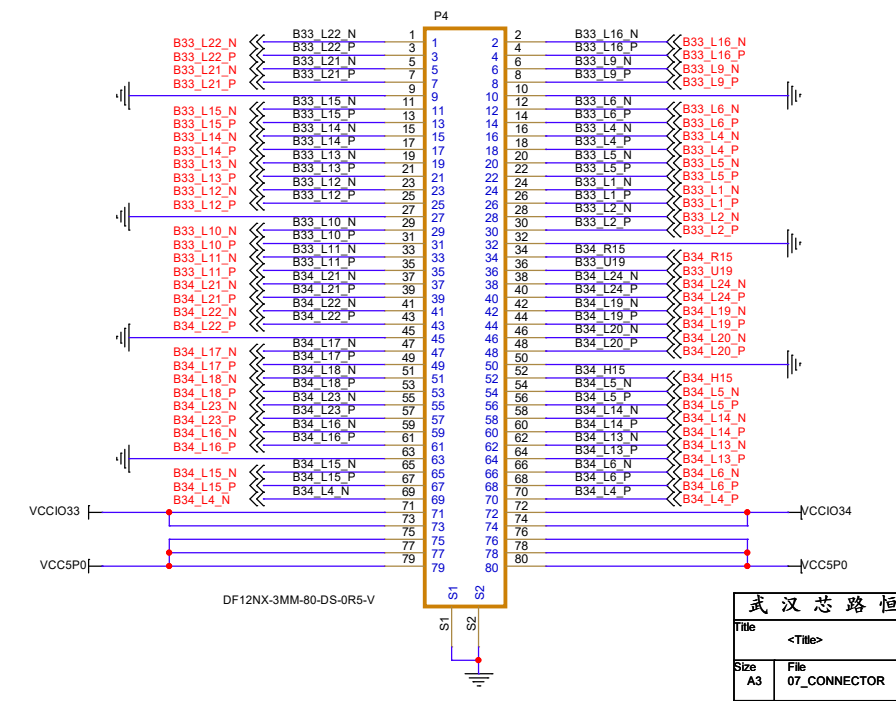 P4
B33_L22_N B33_L22_N 1 1 2 2 B33_L16_N B33_L16_N
B33_L22_P B33_L22_P 3 3 4 4 B33_L16_P B33_L16_P
B33_L21_N B33_L21_N 5 5 6 6 B33_L9_N B33_L9_N
B33_L21_P B33_L21_P 7 7 8 8 B33_L9_P B33_L9_P
9 9 10 10
B33_L15_N B33_L15_N 11 11 12 12 B33_L6_N B33_L6_N
B33_L15_P B33_L15_P 13 13 14 14 B33_L6_P B33_L6_P
B33_L14_N B33_L14_N 15 15 16 16 B33_L4_N B33_L4_N
B33_L14_P B33_L14_P 17 17 18 18 B33_L4_P B33_L4_P
B33_L13_N B33_L13_N 19 19 20 20 B33_L5_N B33_L5_N
B33_L13_P B33_L13_P 21 21 22 22 B33_L5_P B33_L5_P
B33_L12_N B33_L12_N 23 23 24 24 B33_L1_N B33_L1_N
B33_L12_P B33_L12_P 25 25 26 26 B33_L1_P B33_L1_P
27 27 28 28 B33_L2_N B33_L2_N
B33_L10_N B33_L10_N 29 29 30 30 B33_L2_P B33_L2_P
B33_L10_P B33_L10_P 31 31 32 32
B33_L11_N B33_L11_N 33 33 34 34 B34_R15 B34_R15
B33_L11_P B33_L11_P 35 35 36 36 B33_U19 B33_U19
B34_L21_N B34_L21_N 37 37 38 38 B34_L24_N B34_L24_N
B34_L21_P B34_L21_P 39 39 40 40 B34_L24_P B34_L24_P
B34_L22_N B34_L22_N 41 41 42 42 B34_L19_N B34_L19_N
B34_L22_P B34_L22_P 43 43 44 44 B34_L19_P B34_L19_P
45 45 46 46 B34_L20_N B34_L20_N
B34_L17_N B34_L17_N 47 47 48 48 B34_L20_P B34_L20_P
B34_L17_P B34_L17_P 49 49 50 50
B34_L18_N B34_L18_N 51 51 52 52 B34_H15 B34_H15
B34_L18_P B34_L18_P 53 53 54 54 B34_L5_N B34_L5_N
B34_L23_N B34_L23_N 55 55 56 56 B34_L5_P B34_L5_P
B34_L23_P B34_L23_P 57 57 58 58 B34_L14_N B34_L14_N
B34_L16_N B34_L16_N 59 59 60 60 B34_L14_P B34_L14_P
B34_L16_P B34_L16_P 61 61 62 62 B34_L13_N B34_L13_N
63 63 64 64 B34_L13_P B34_L13_P
B34_L15_N B34_L15_N 65 65 66 66 B34_L6_N B34_L6_N
B34_L15_P B34_L15_P 67 67 68 68 B34_L6_P B34_L6_P
B34_L4_N B34_L4_N 69 69 70 70 B34_L4_P B34_L4_P
VCCIO33 71 71 72 72 VCCIO34
73 73 74 74
75 75 76 76
77 77 78 78
VCC5P0 79 79 80 80 VCC5P0
DF12NX-3MM-80-DS-0R5-V
S1 S2
S1 S2
武汉芯路恒
Title
<Title>
Size File
A3 07_CONNECTOR